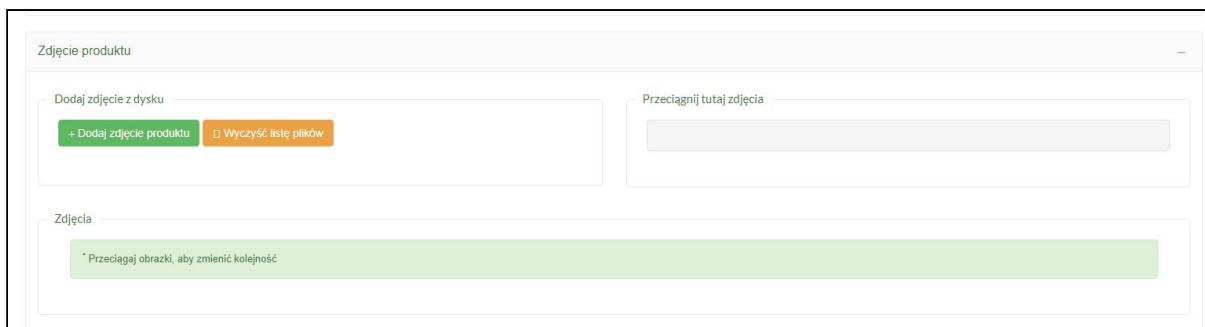 Zdjęcie produktu
Dodaj zdjęcie z dysku
+ Dodaj zdjęcie produktu
Wyczyść listę plików
Przeciągnij tutaj zdjęcia
Zdjęcia
* Przeciągaj obrazki, aby zmienić kolejność